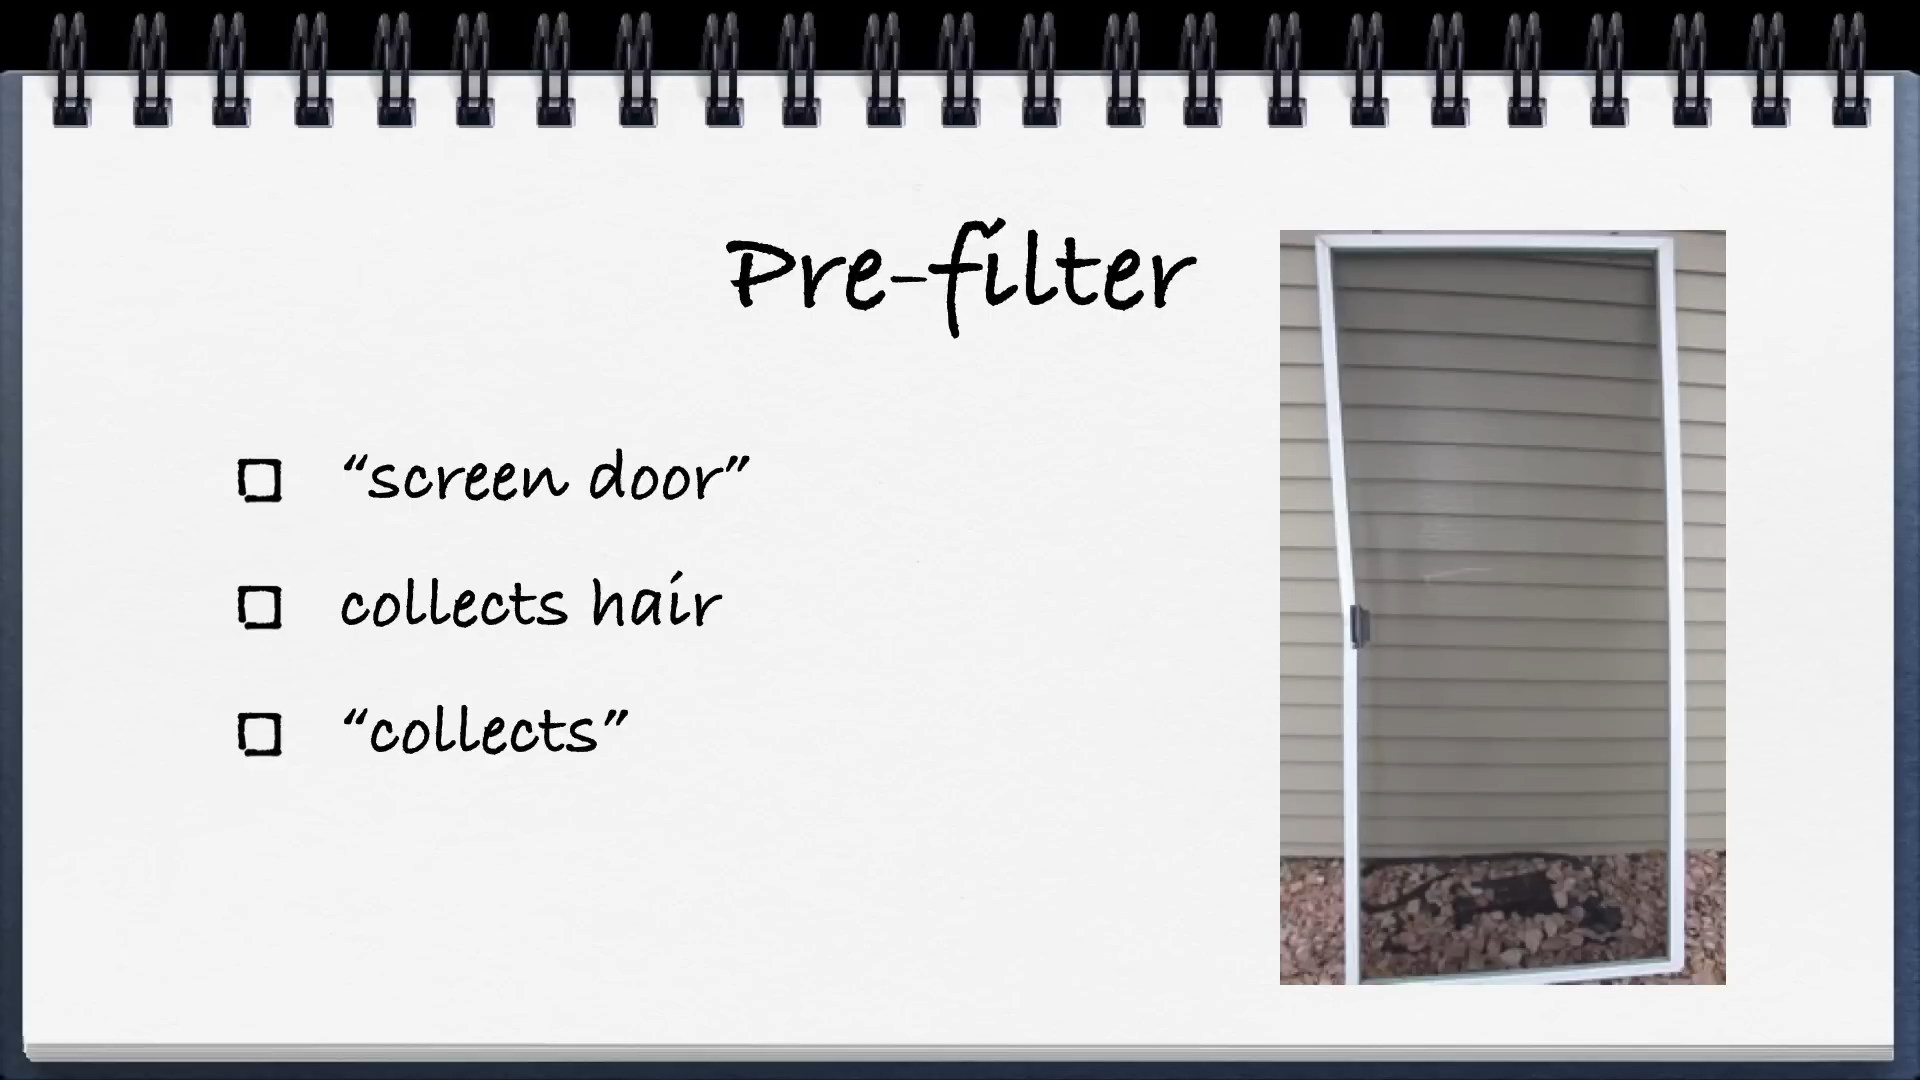 Pre-filter
“screen door”
collects hair
“collects”